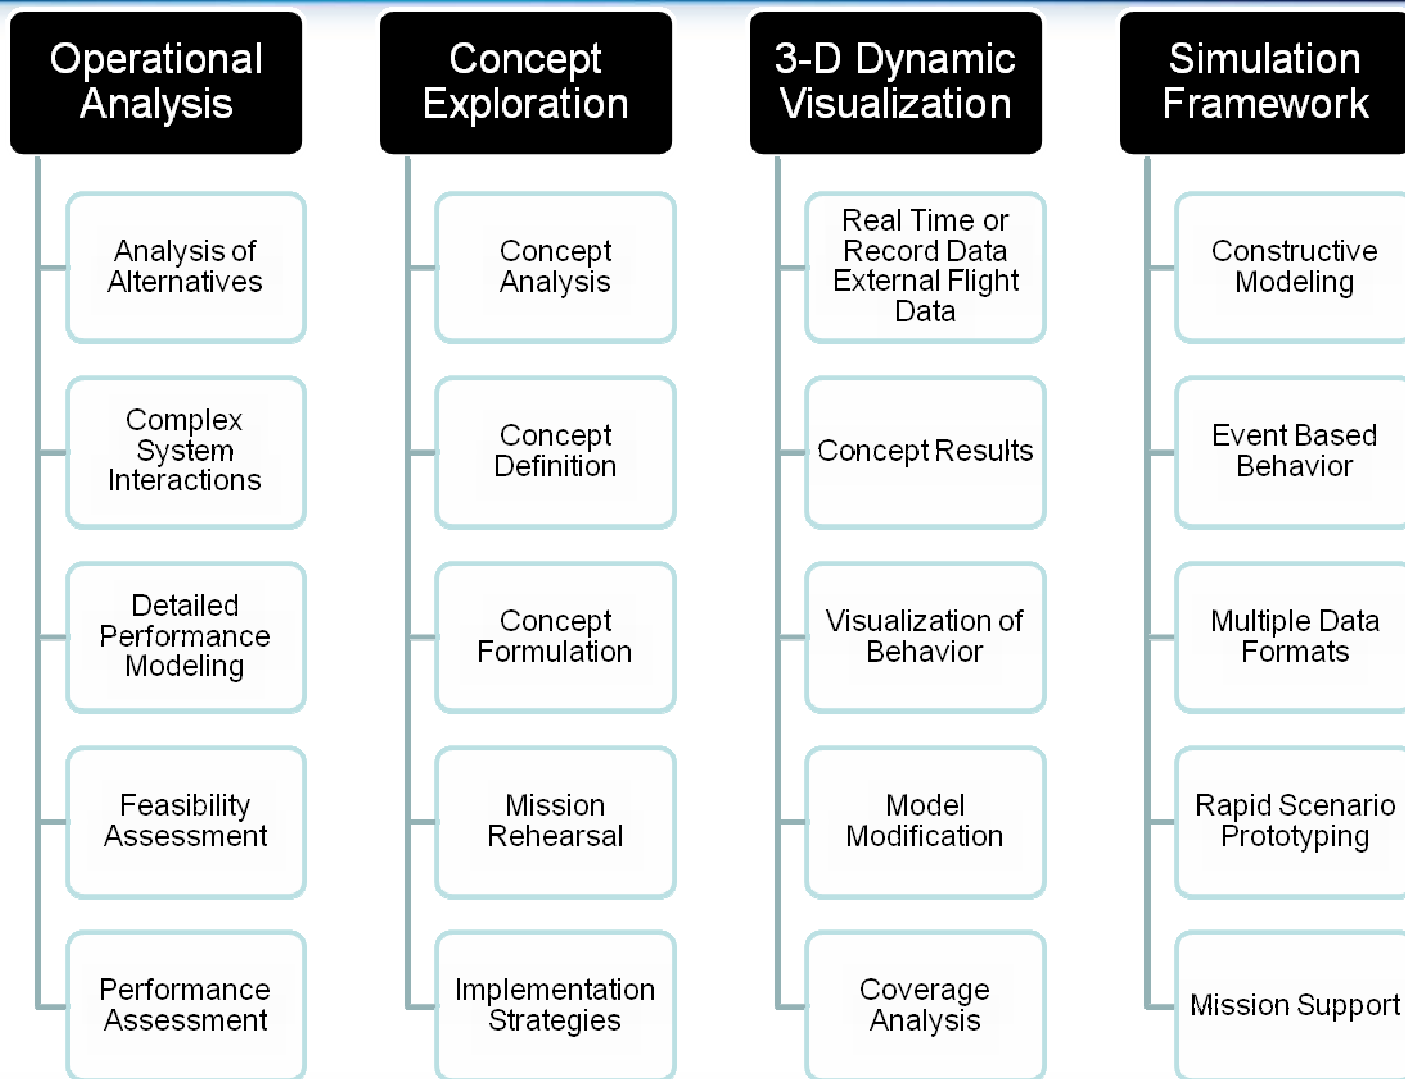 Operational
Analysis
Analysis of
Alternatives
Complex
System
Interactions
Detailed
Performance
Modeling
Feasibility
Assessment
Performance
Assessment
Concept
Exploration
Concept
Analysis
Concept
Definition
Concept
Formulation
Mission
Rehearsal
Implementation
Strategies
3-D Dynamic
Visualization
Real Time or
Record Data
External Flight
Data
Concept Results
Visualization of
Behavior
Model
Modification
Coverage
Analysis
Simulation
Framework
Constructive
Modeling
Event Based
Behavior
Multiple Data
Formats
Rapid Scenario
Prototyping
Mission Support